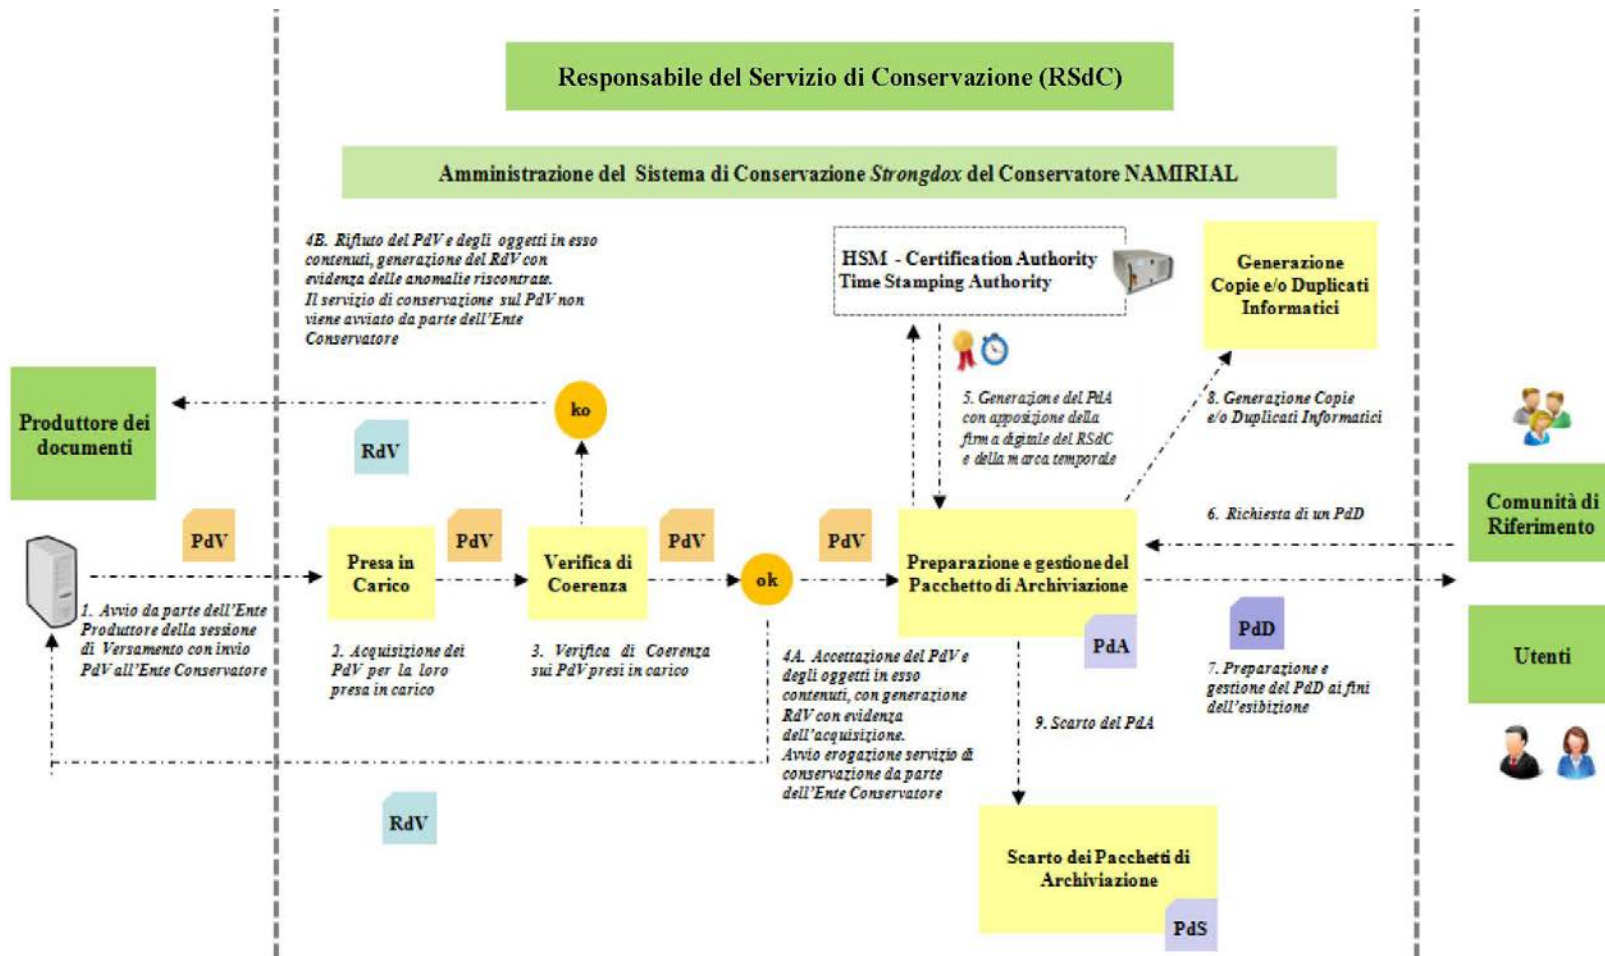 Responsabile del Servizio di Conservazione (RSdC)
Amministrazione del Sistema di Conservazione Strongdox del Conservatore NAMIRIAL
4B. Rifiuto del PdV e degli oggetti in esso
contenuti, generazione del RdV con
evidenza delle anomalie riscontrate.
Il servizio di conservazione sul PdV non
viene avviato da parte dell'Ente
Conservatore
HSM - Certification Authority
Time Stamping Authority
Generazione
Copie e/o Duplicati
Informatici
Produttore dei
documenti
ko
RdV
5. Generazione del PdA
con apposizione della
firma digitale del RSdC
e della marca temporale
8. Generazione Copie
e/o Duplicati Informatici
Comunità di
Riferimento
6. Richiesta di un PdD
PdV
PdV
PdV
PdV
Presa in
Carico
Verifica di
Coerenza
ok
Preparazione e gestione del
Pacchetto di Archiviazione
PdA
PdD
Utenti
1. Avvio da parte dell'Ente
Produttore della sessione
di Versamento con invio
PdV all'Ente Conservatore
2. Acquisizione dei
PdV per la loro
presa in carico
3. Verifica di Coerenza
sui PdV presi in carico
4A. Accettazione del PdV e
degli oggetti in esso
contenuti, con generazione
RdV con evidenza
dell'acquisizione.
Avvio erogazione servizio di
conservazione da parte
dell'Ente Conservatore
7. Preparazione e
gestione del PdD ai fini
dell'esibizione
9. Scarto del PdA
RdV
Scarto dei Pacchetti di
Archiviazione
PdS